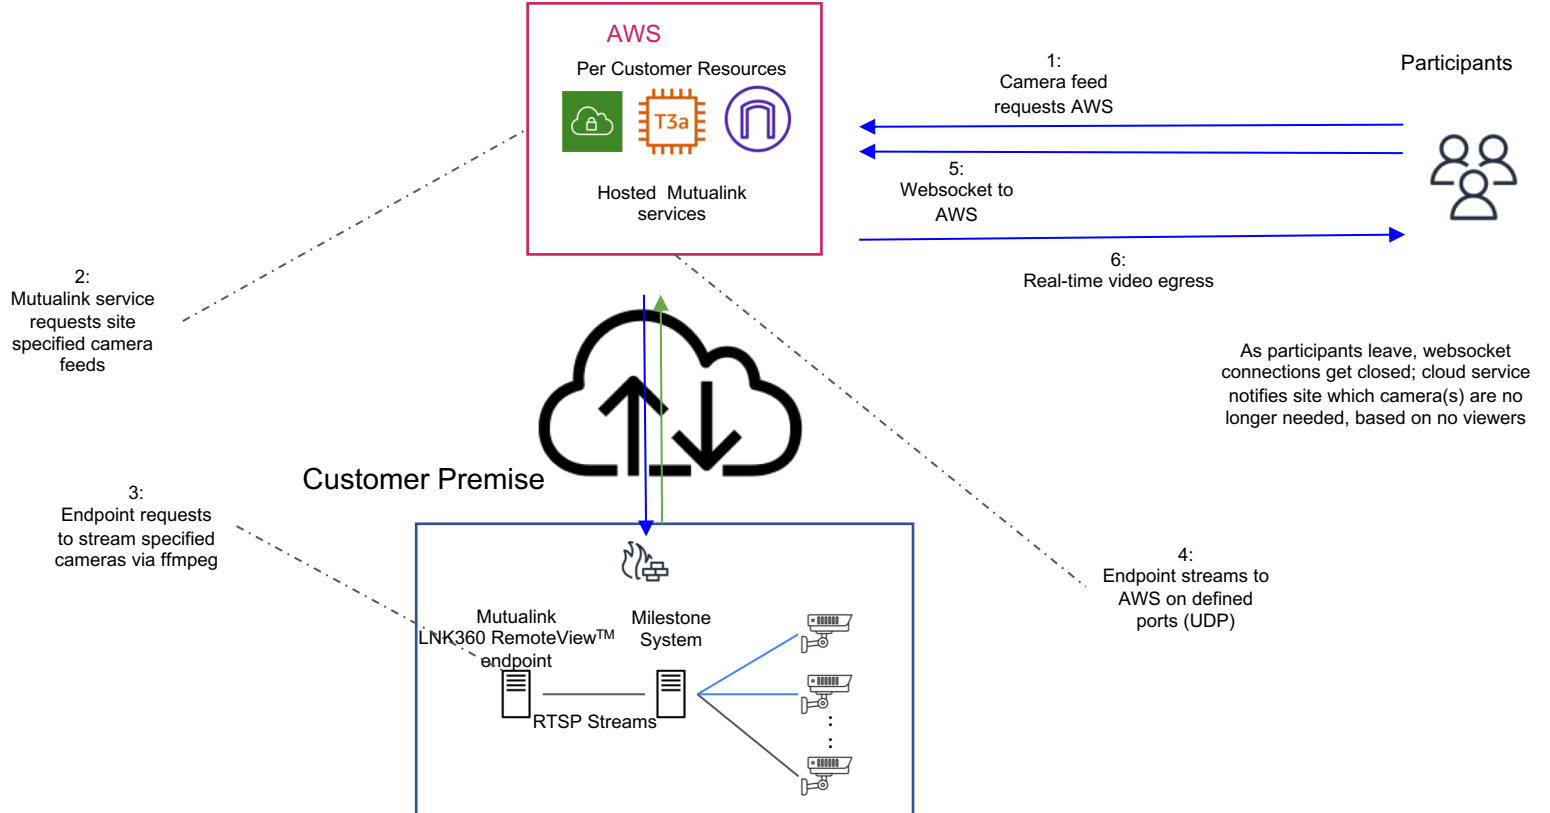 AWS
Per Customer Resources
T3a
Hosted Mutualink
services
1:
Camera feed
requests AWS
Participants
5:
Websocket to
AWS
6:
Real-time video egress
2:
Mutualink service
requests site
specified camera
feeds
As participants leave, websocket
connections get closed; cloud service
notifies site which camera(s) are no
longer needed, based on no viewers
Customer Premise
3:
Endpoint requests
to stream specified
cameras via ffmpeg
4:
Endpoint streams to
AWS on defined
ports (UDP)
Mutualink
LNK360 RemoteView™
endpoint
Milestone
System
RTSP Streams